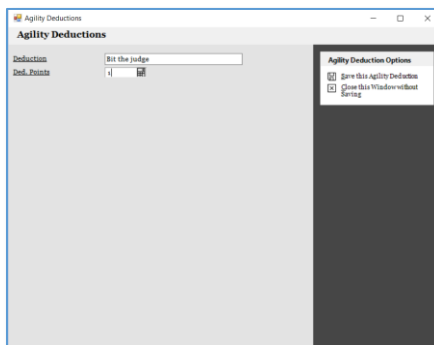 Agility Deductions
Agility Deductions
Deduction
Bit the judge
Ded. Points
1
Agility Deduction Options
Save this Agility Deduction
Close this Window without
Saving